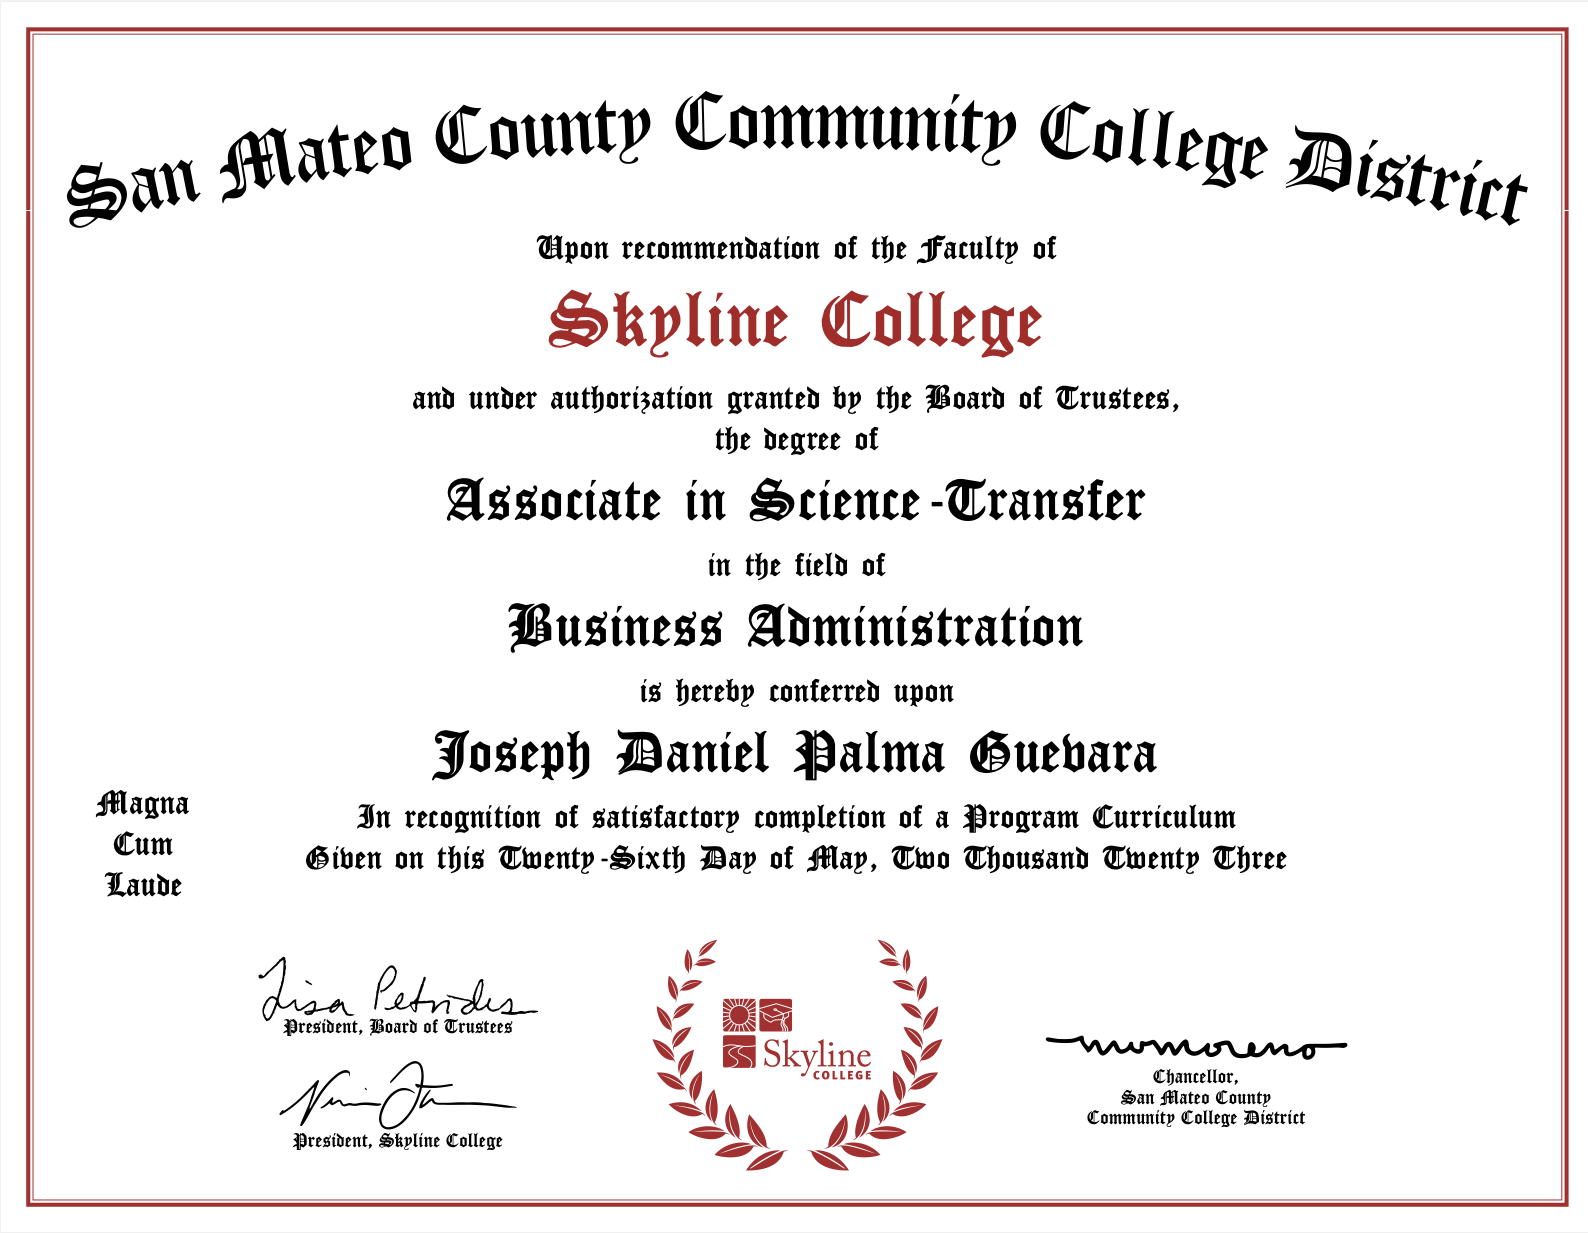 San Mateo County Community College District
Upon recommendation of the Faculty of
Skyline College
and under authorization granted by the Board of Trustees,
the degree of
Associate in Science-Transfer
in the field of
Business Administration
is hereby conferred upon
Joseph Daniel Palma Guevara
Magna
Cum
Laude
In recognition of satisfactory completion of a Program Curriculum
Given on this Twenty-Sixth Day of May, Two Thousand Twenty Three
Lisa Petrides
President, Board of Trustees
President, Skyline College
Skyline
COLLEGE
Chancellor,
San Mateo County
Community College District